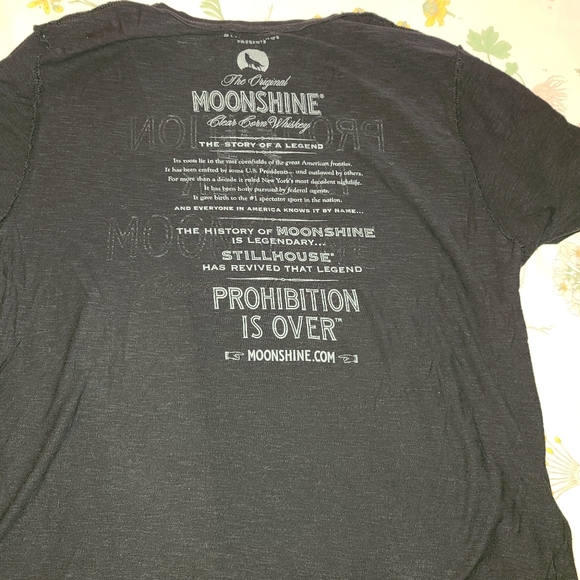 The Original
MOONSHINE®
Clear Corn Whiskey
THE STORY OF A LEGEND
Its roots lie in the vast cornfields of the great American frontier.
It has been crafted by some U.S. Presidents— and outlawed by others.
For more than a decade it ruled New York's most decadent nightlife.
It has been hotly pursued by federal agents.
It gave birth to the #1 spectator sport in the nation.
AND EVERYONE IN AMERICA KNOWS IT BY NAME...
THE HISTORY OF MOONSHINE
IS LEGENDARY...
STILLHOUSE®
HAS REVIVED THAT LEGEND
PROHIBITION
IS OVER™
MOONSHINE.COM